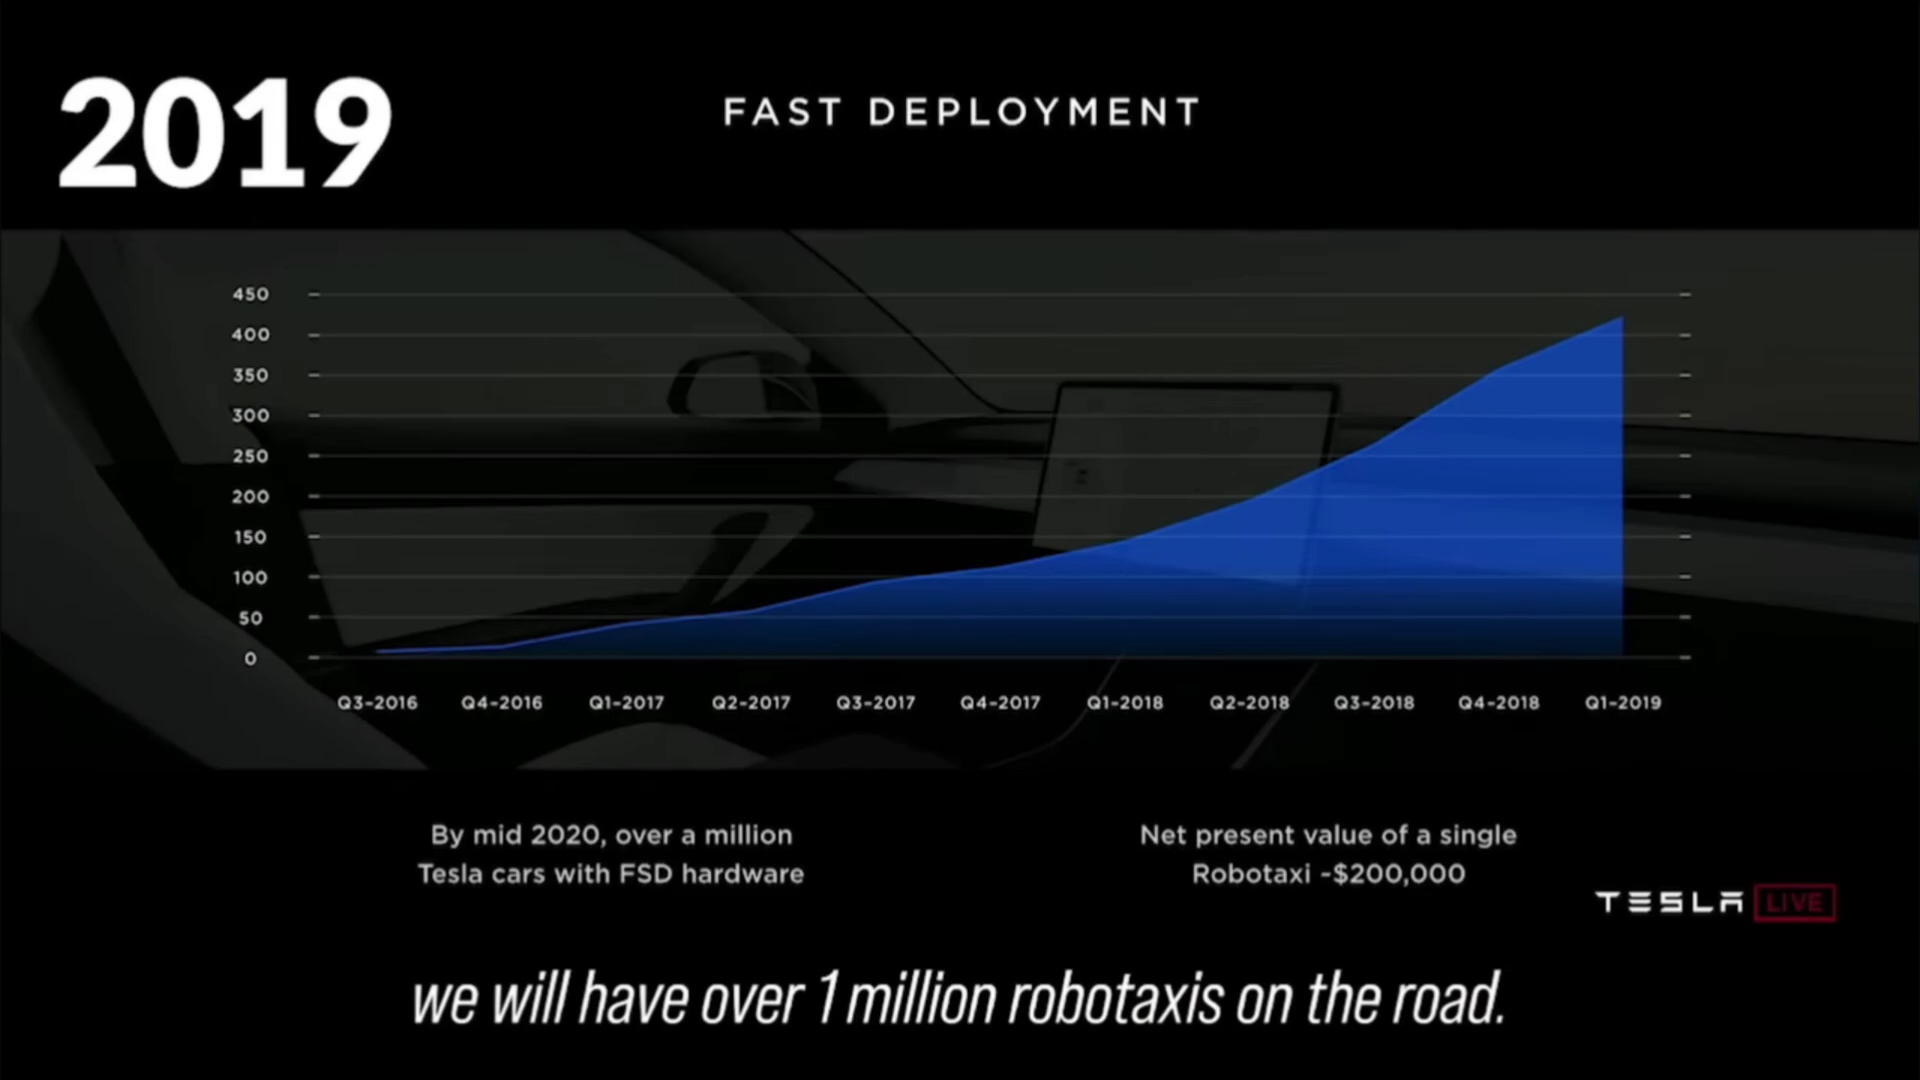 2019
FAST DEPLOYMENT
450
400
350
300
250
200
150
100
50
0
Q3-2016 Q4-2016 Q1-2017 Q2-2017 Q3-2017 Q4-2017 Q1-2018 Q2-2018 Q3-2018 Q4-2018 Q1-2019
By mid 2020, over a million
Tesla cars with FSD hardware
Net present value of a single
Robotaxi ~$200,000
TESLA LIVE
we will have over 1 million robotaxis on the road.